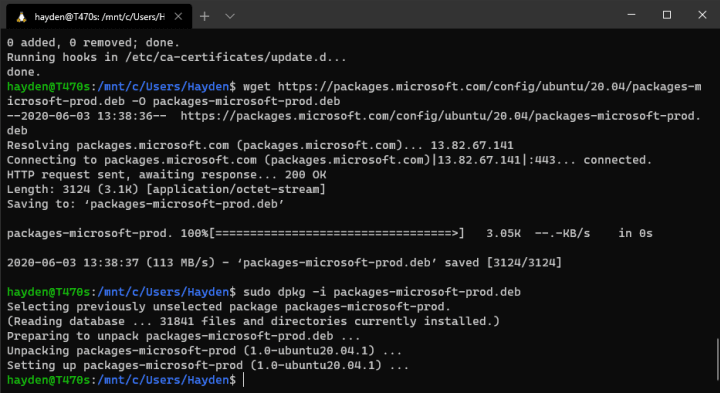 hayden@T470s: /mnt/c/Users/H
0 added, 0 removed; done.
Running hooks in /etc/ca-certificates/update.d...
done.
hayden@T470s:/mnt/c/Users/Hayden$ wget https://packages.microsoft.com/config/ubuntu/20.04/packages-m
icrosoft-prod.deb -O packages-microsoft-prod.deb
--2020-06-03 13:38:36--  https://packages.microsoft.com/config/ubuntu/20.04/packages-microsoft-prod.
deb
Resolving packages.microsoft.com (packages.microsoft.com)... 13.82.67.141
Connecting to packages.microsoft.com (packages.microsoft.com)|13.82.67.141|:443... connected.
HTTP request sent, awaiting response... 200 OK
Length: 3124 (3.1K) [application/octet-stream]
Saving to: ‘packages-microsoft-prod.deb’
packages-microsoft-prod. 100%[==================================>]   3.05K  --.-KB/s    in 0s
2020-06-03 13:38:37 (113 MB/s) - ‘packages-microsoft-prod.deb’ saved [3124/3124]
hayden@T470s:/mnt/c/Users/Hayden$ sudo dpkg -i packages-microsoft-prod.deb
Selecting previously unselected package packages-microsoft-prod.
(Reading database ... 31841 files and directories currently installed.)
Preparing to unpack packages-microsoft-prod.deb ...
Unpacking packages-microsoft-prod (1.0-ubuntu20.04.1) ...
Setting up packages-microsoft-prod (1.0-ubuntu20.04.1) ...
hayden@T470s:/mnt/c/Users/Hayden$